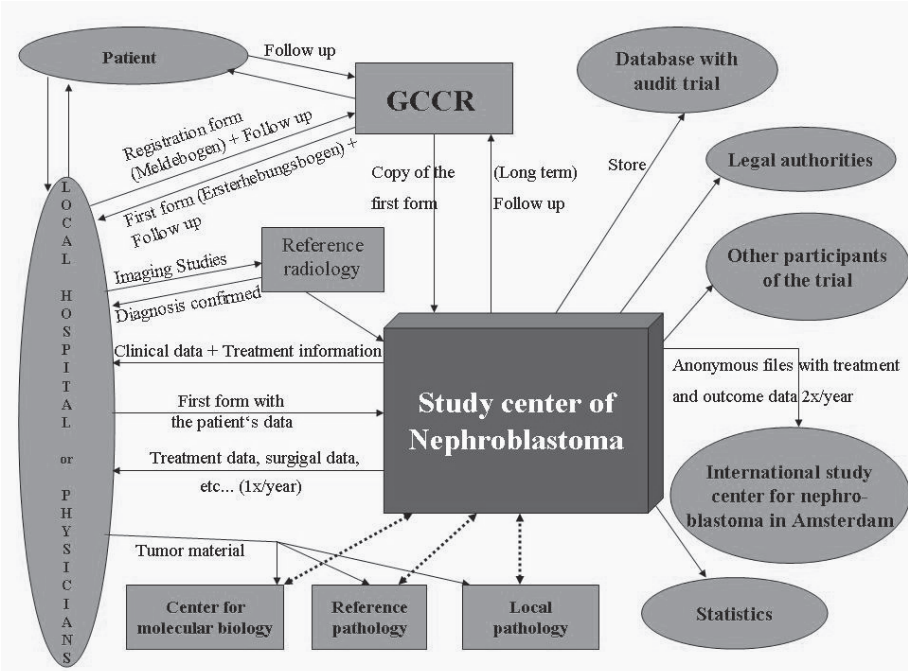 Patient
Follow up
GCCR
Database with
audit trial
Legal authorities
Other participants
of the trial
Store
Registration form
(Meldebogen) + Follow up
First form (Ersterhebungsbogen) +
Follow up
Copy of the
first form
(Long term)
Follow up
LOCAL HOSPITAL or PHYSICIANS
Reference
radiology
Imaging Studies
Diagnosis confirmed
Clinical data + Treatment information
First form with
the patient‘s data
Treatment data, surgigal data,
etc... (1x/year)
Study center of
Nephroblastoma
Anonymous files with treatment
and outcome data 2x/year
International study
center for nephro-
blastoma in Amsterdam
Tumor material
Center for
molecular biology
Reference
pathology
Local
pathology
Statistics